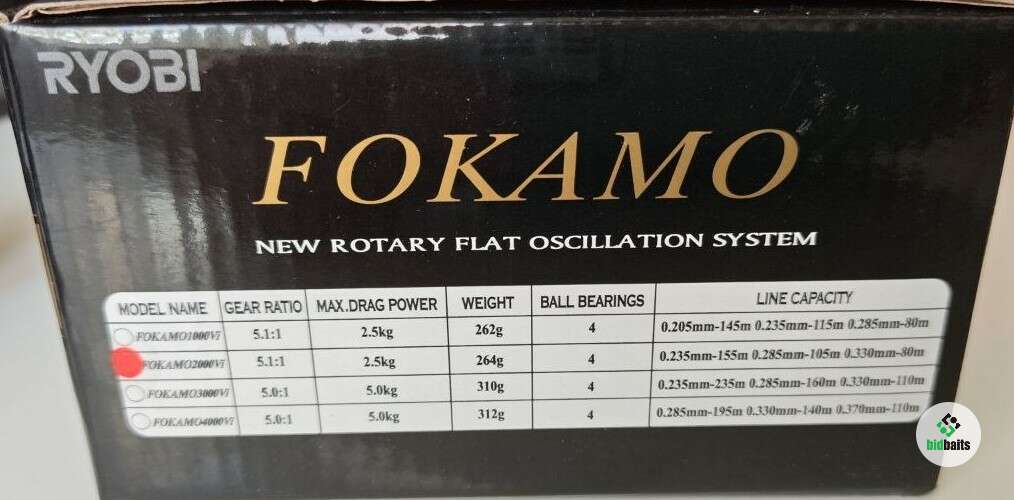 RYOBI
FOKAMO
NEW ROTARY FLAT OSCILLATION SYSTEM
MODEL NAME GEAR RATIO MAX.DRAG POWER WEIGHT BALL BEARINGS LINE CAPACITY
FOKAMO1000Vi 5.1:1 2.5kg 262g 4 0.205mm-145m 0.235mm-115m 0.285mm-80m
FOKAMO2000Vi 5.1:1 2.5kg 264g 4 0.235mm-155m 0.285mm-105m 0.330mm-80m
FOKAMO3000Vi 5.0:1 5.0kg 310g 4 0.235mm-235m 0.285mm-160m 0.330mm-110m
FOKAMO4000Vi 5.0:1 5.0kg 312g 4 0.285mm-195m 0.330mm-140m 0.370mm-110m
bidbaits